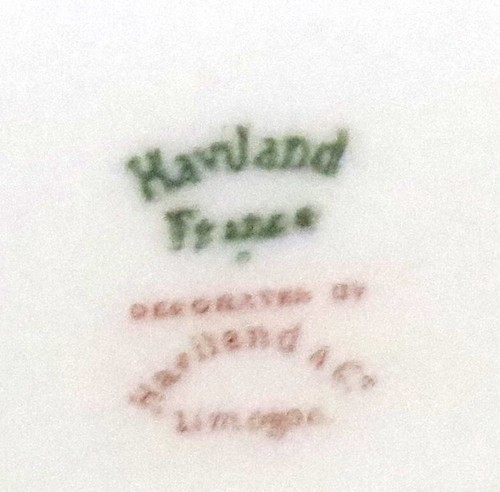 Haviland
France
DECORATED BY
Haviland & Co
Limoges